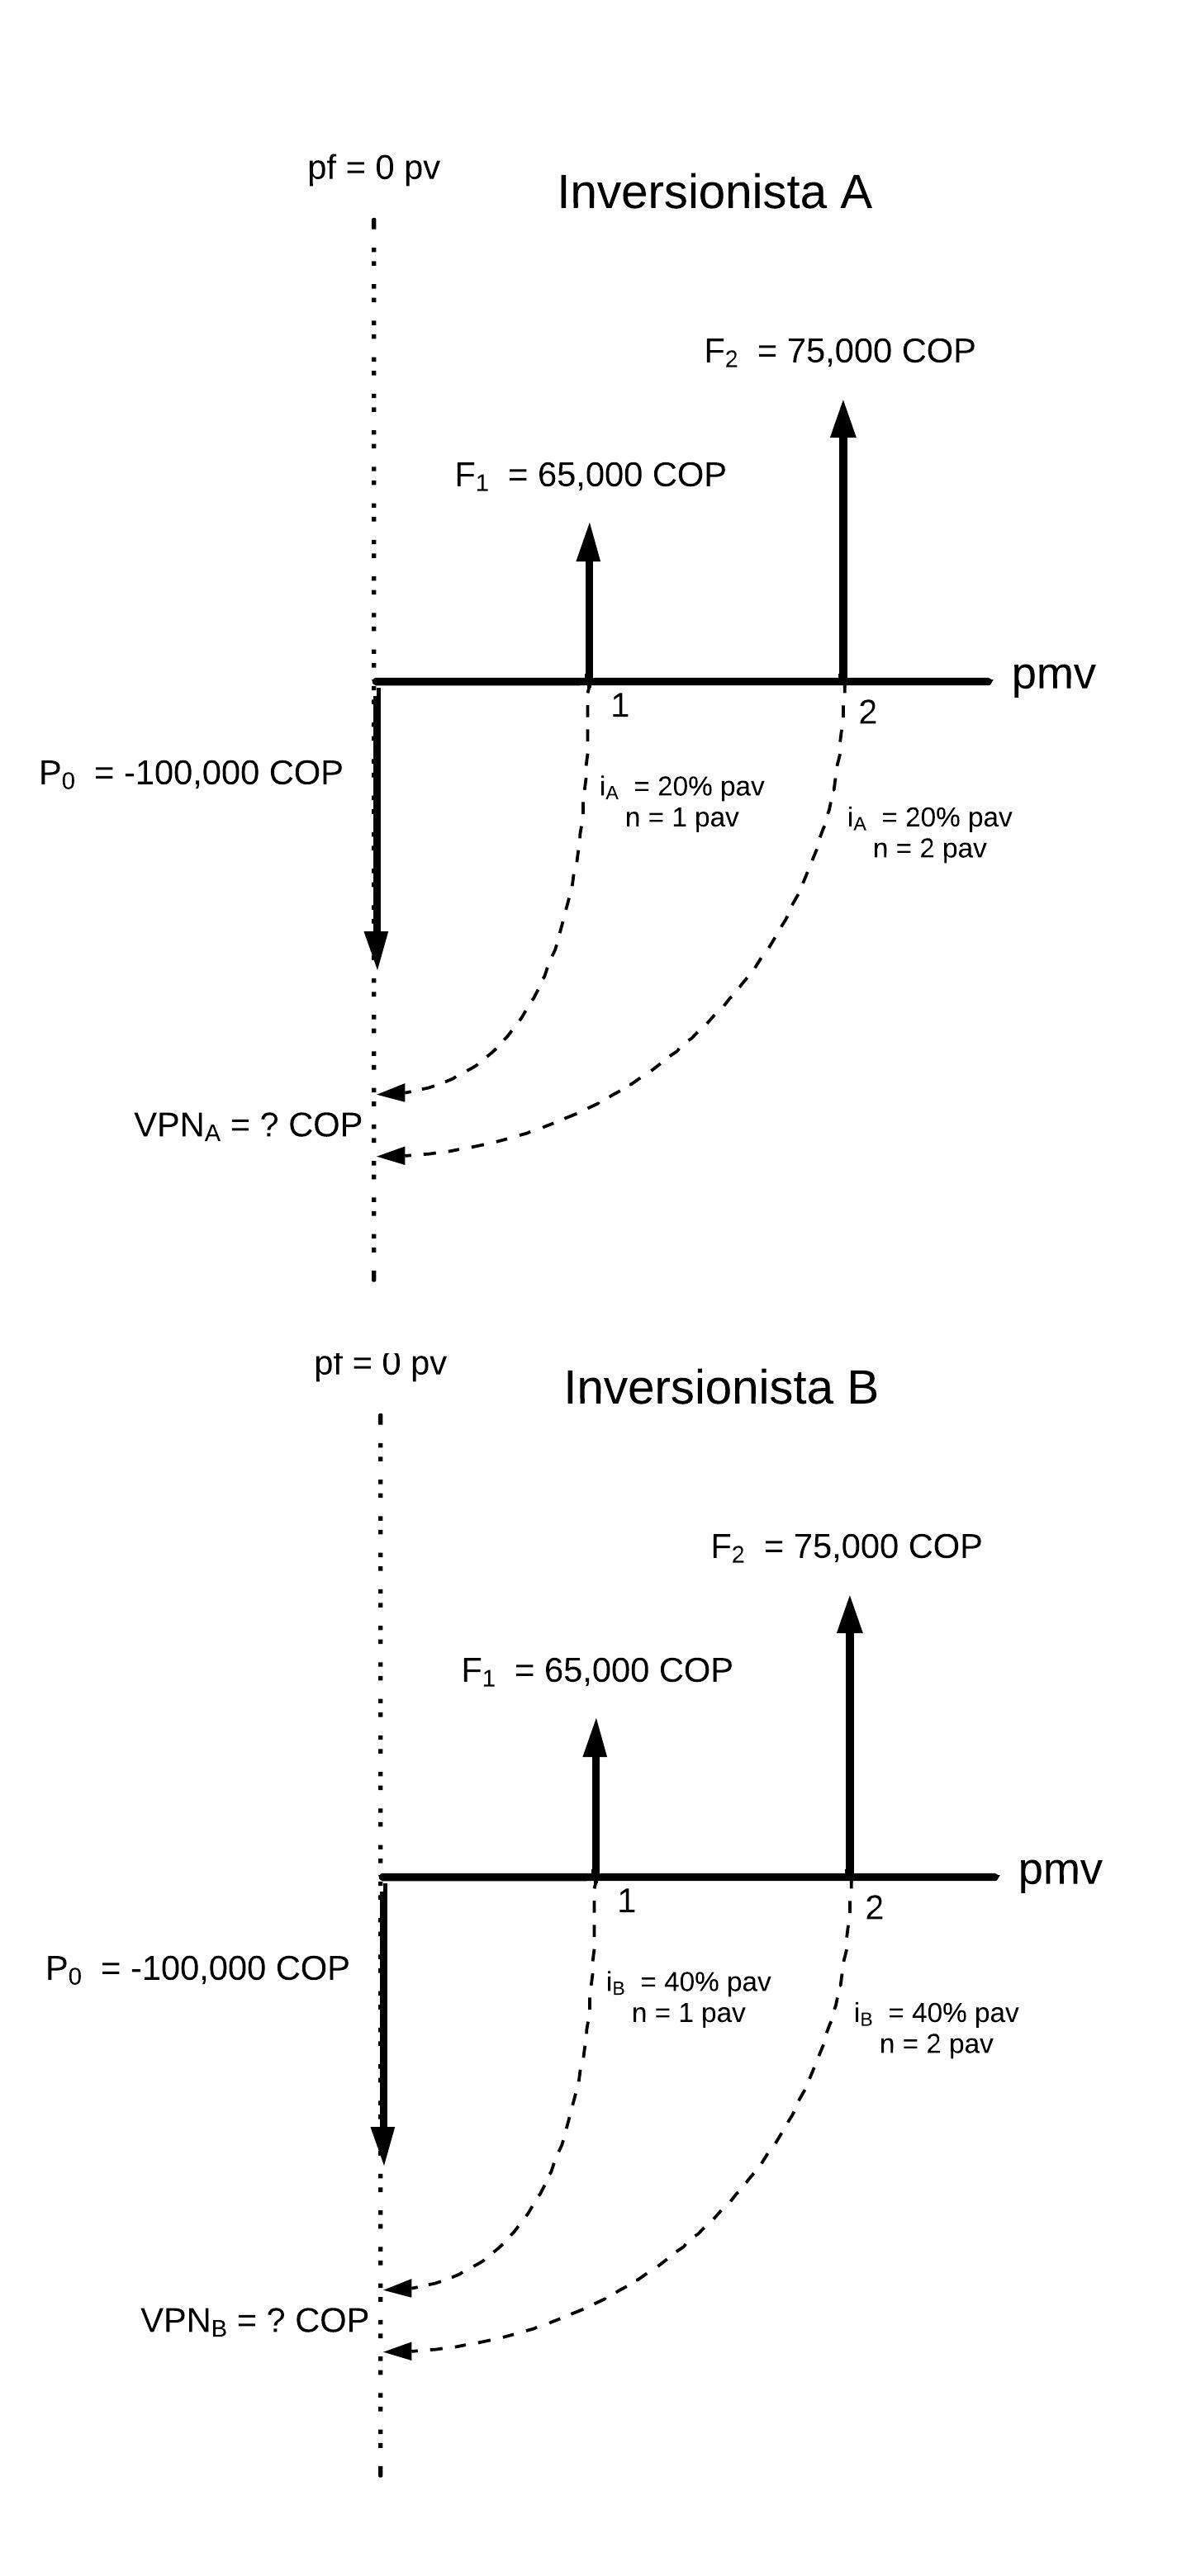 pf = 0 pv
Inversionista A
F2 = 75,000 COP
F1 = 65,000 COP
pmv
1
2
P0 = -100,000 COP
iA = 20% pav
n = 1 pav
iA = 20% pav
n = 2 pav
VPNA = ? COP
pf = 0 pv
Inversionista B
F2 = 75,000 COP
F1 = 65,000 COP
pmv
1
2
P0 = -100,000 COP
iB = 40% pav
n = 1 pav
iB = 40% pav
n = 2 pav
VPNB = ? COP